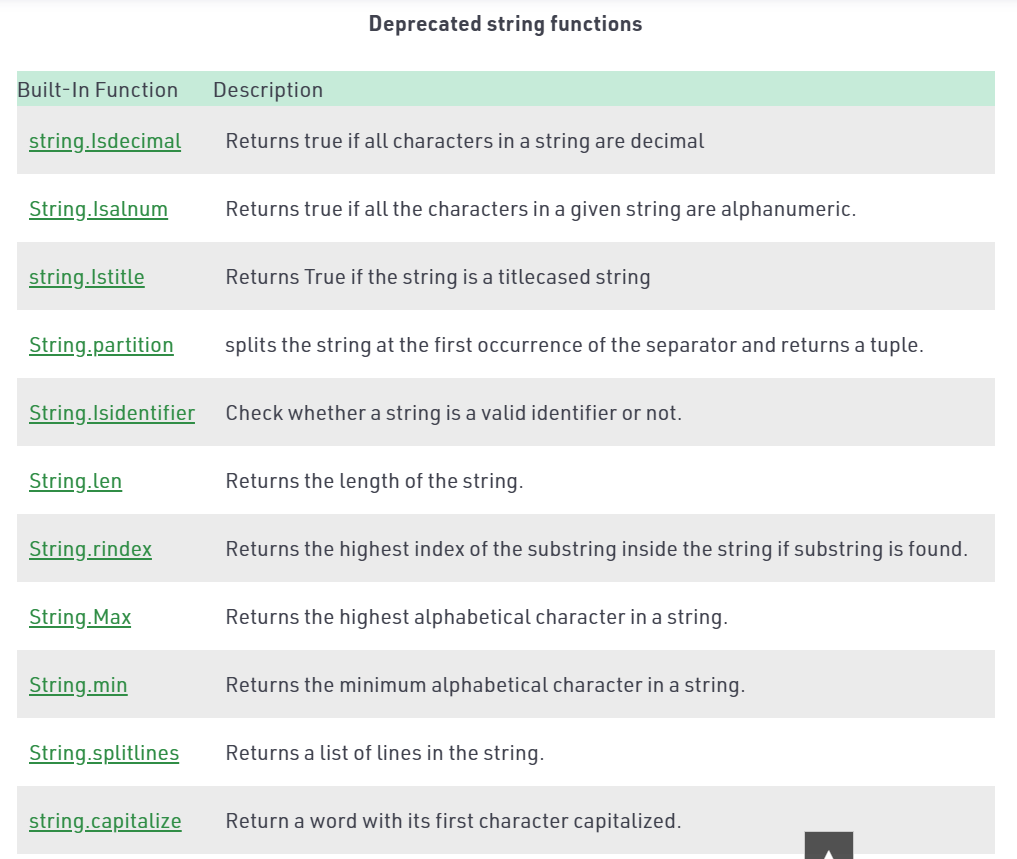 Deprecated string functions
Built-In Function Description
string.Isdecimal Returns true if all characters in a string are decimal
String.Isalnum Returns true if all the characters in a given string are alphanumeric.
string.Istitle Returns True if the string is a titlecased string
String.partition splits the string at the first occurrence of the separator and returns a tuple.
String.Isidentifier Check whether a string is a valid identifier or not.
String.len Returns the length of the string.
String.rindex Returns the highest index of the substring inside the string if substring is found.
String.Max Returns the highest alphabetical character in a string.
String.min Returns the minimum alphabetical character in a string.
String.splitlines Returns a list of lines in the string.
string.capitalize Return a word with its first character capitalized.